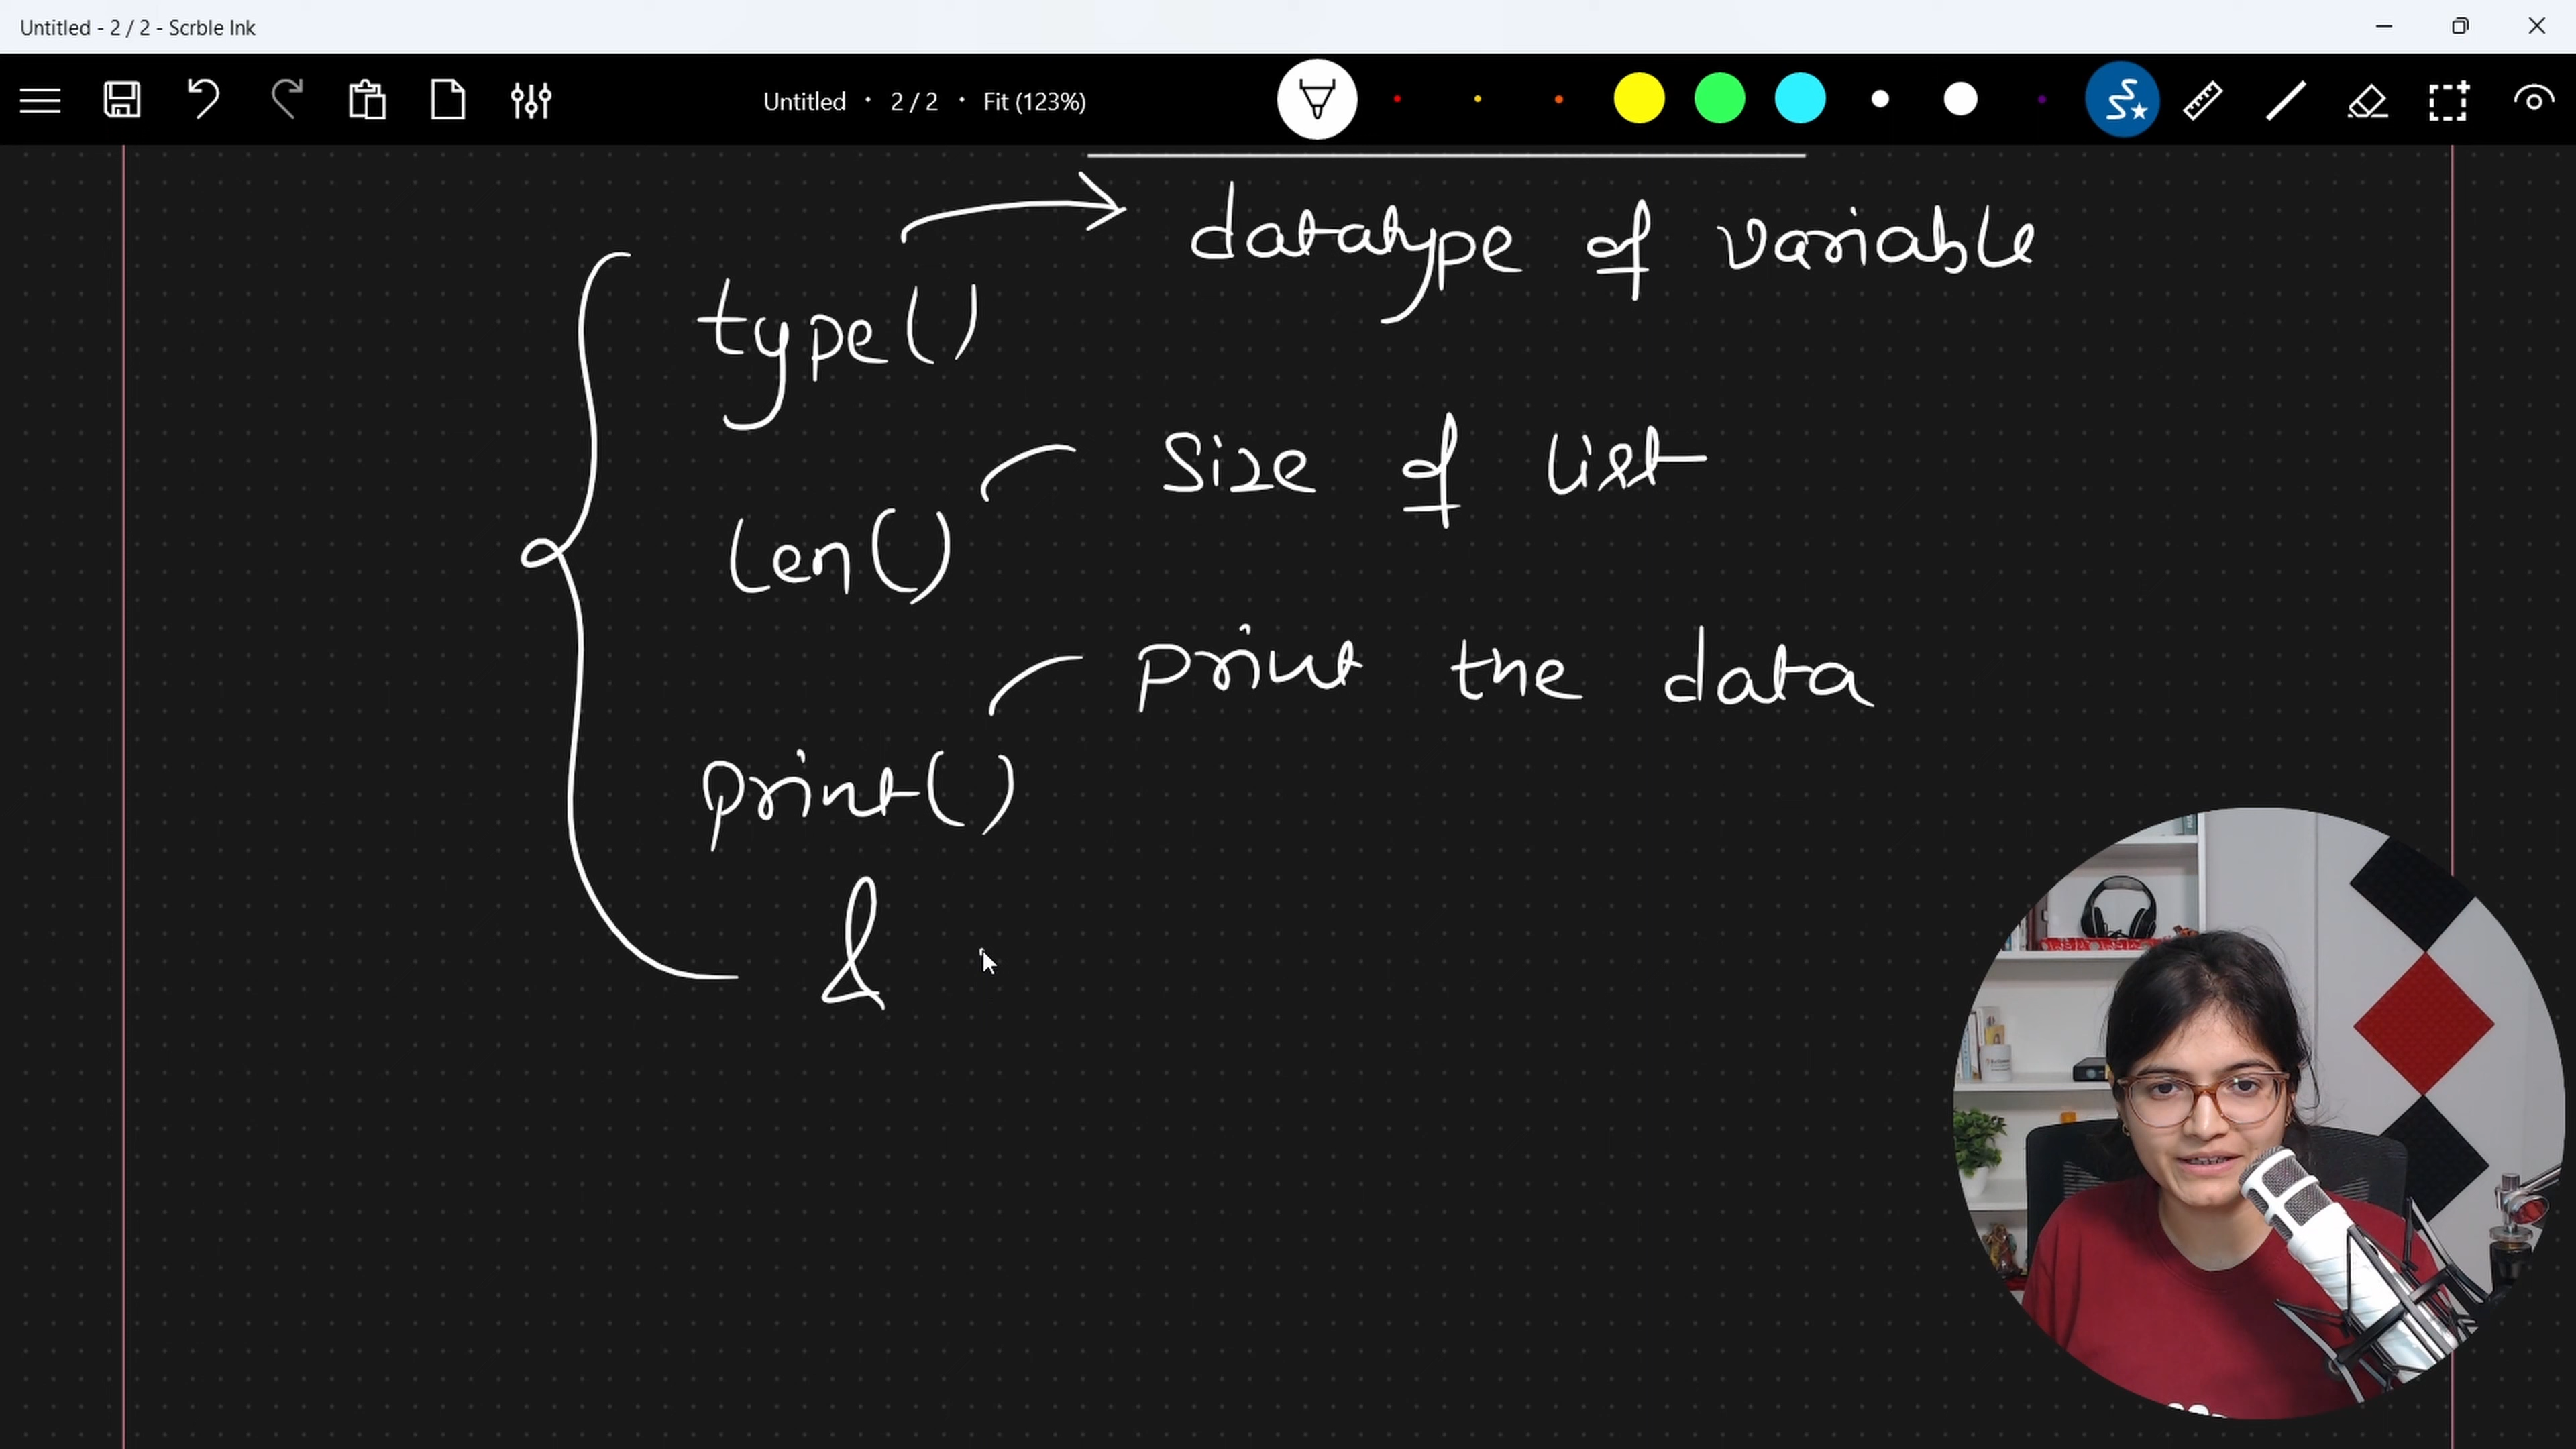 Untitled - 2 / 2 - Scrble Ink
Untitled • 2 / 2 • Fit (123%)
datatype of variable
type()
Size of list
len()
print the data
print()
&